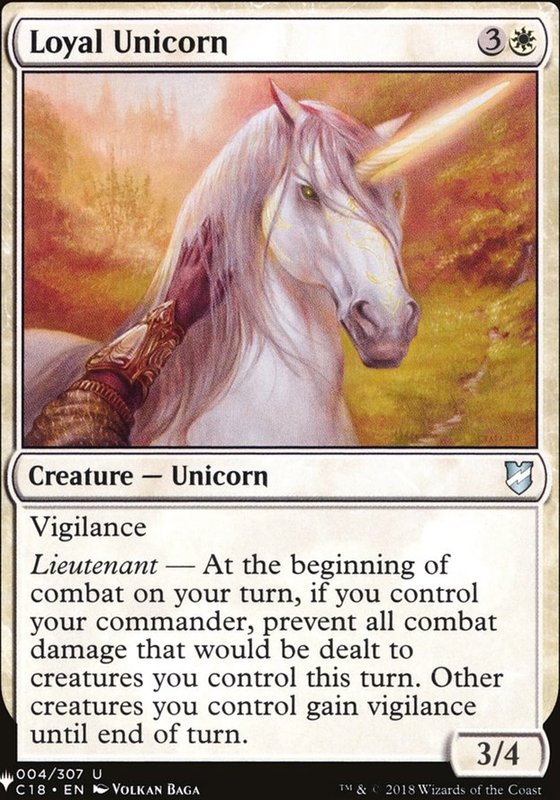 Loyal Unicorn 3
Creature — Unicorn
Vigilance
Lieutenant — At the beginning of
combat on your turn, if you control
your commander, prevent all combat
damage that would be dealt to
creatures you control this turn. Other
creatures you control gain vigilance
until end of turn.
3/4
004/307 U
C18 • EN VOLKAN BAGA
™ & © 2018 Wizards of the Coast